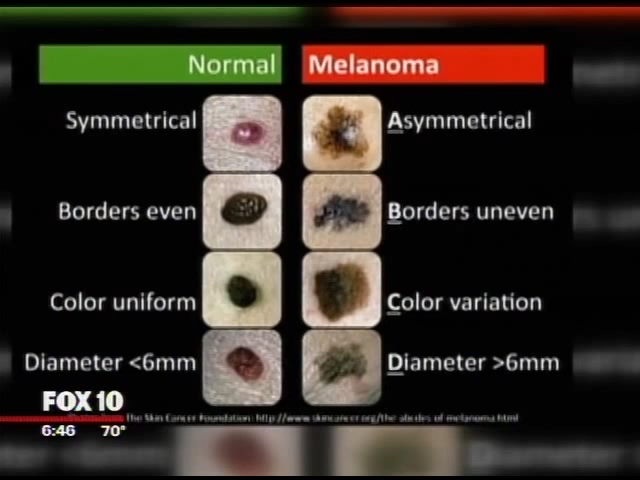 Normal Melanoma
Symmetrical Asymmetrical
Borders even Borders uneven
Color uniform Color variation
Diameter <6mm Diameter >6mm
FOX 10
The Skin Cancer Foundation: http://www.skincancer.org/the abcdes of melanoma.html
6:46 70°